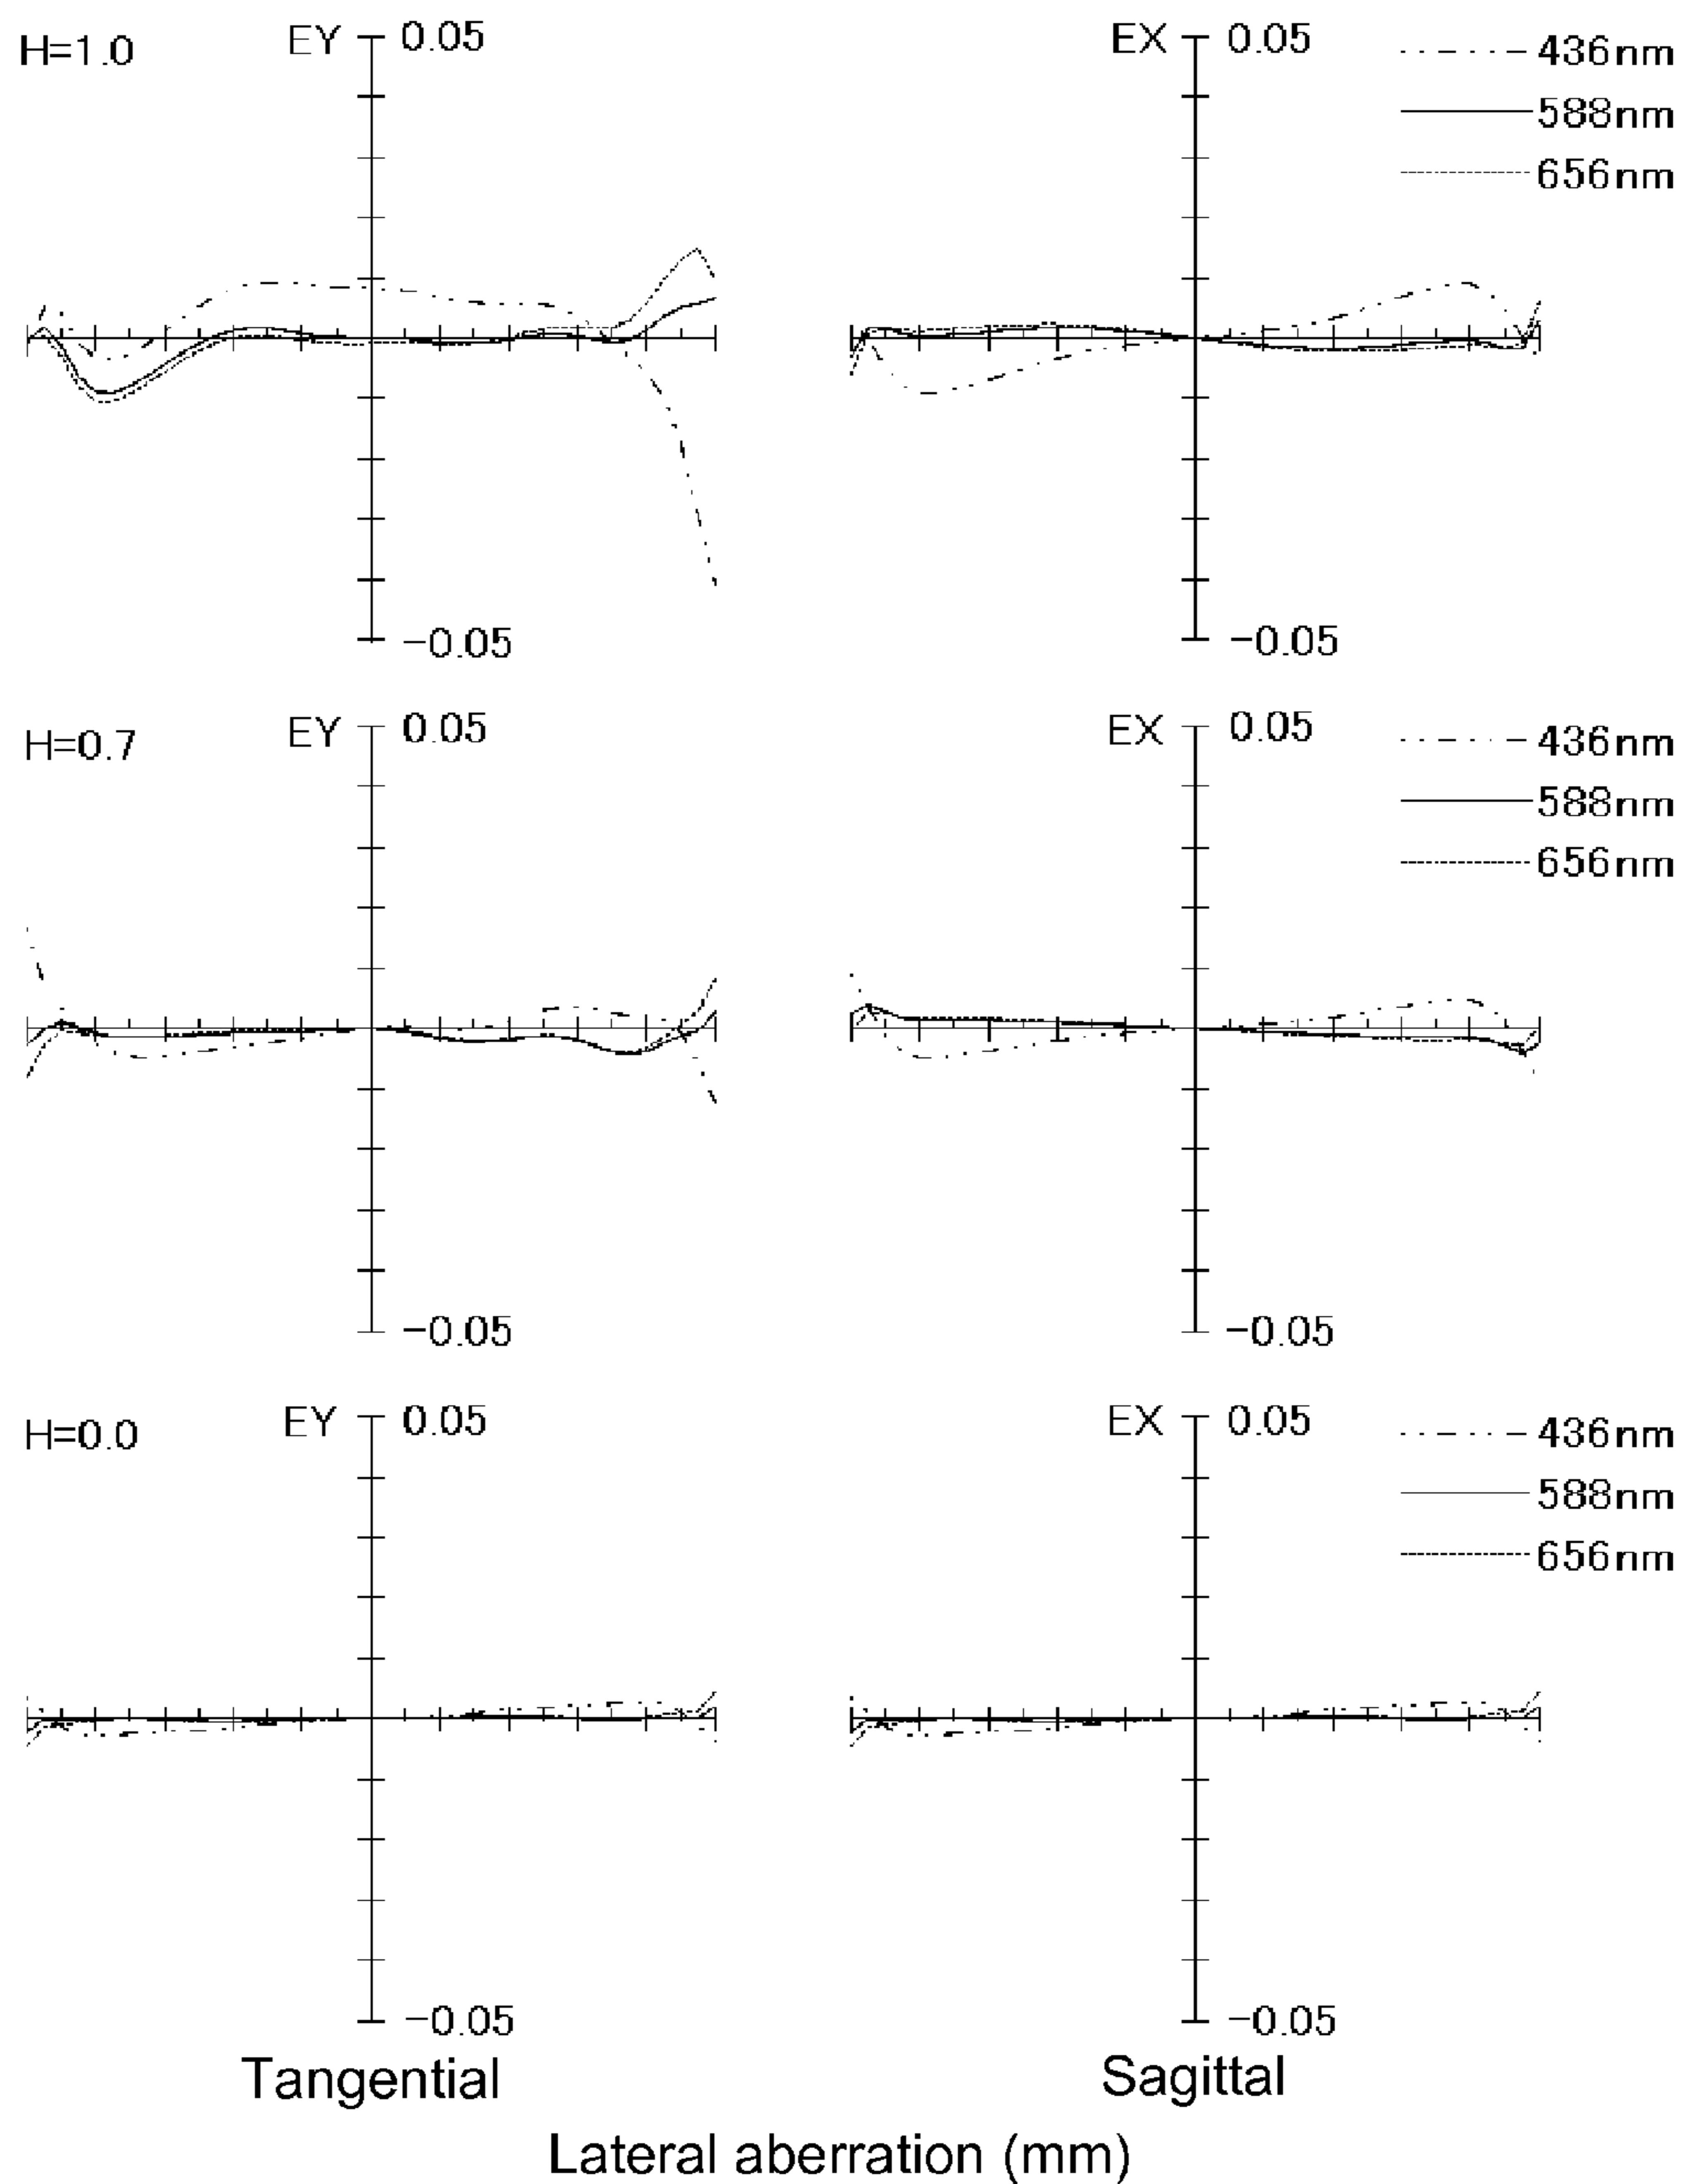 H=1.0
EY 0.05
EX 0.05
436nm
588nm
656nm
−0.05
−0.05
H=0.7
EY 0.05
EX 0.05
436nm
588nm
656nm
−0.05
−0.05
H=0.0
EY 0.05
EX 0.05
436nm
588nm
656nm
−0.05
−0.05
Tangential
Sagittal
Lateral aberration (mm)